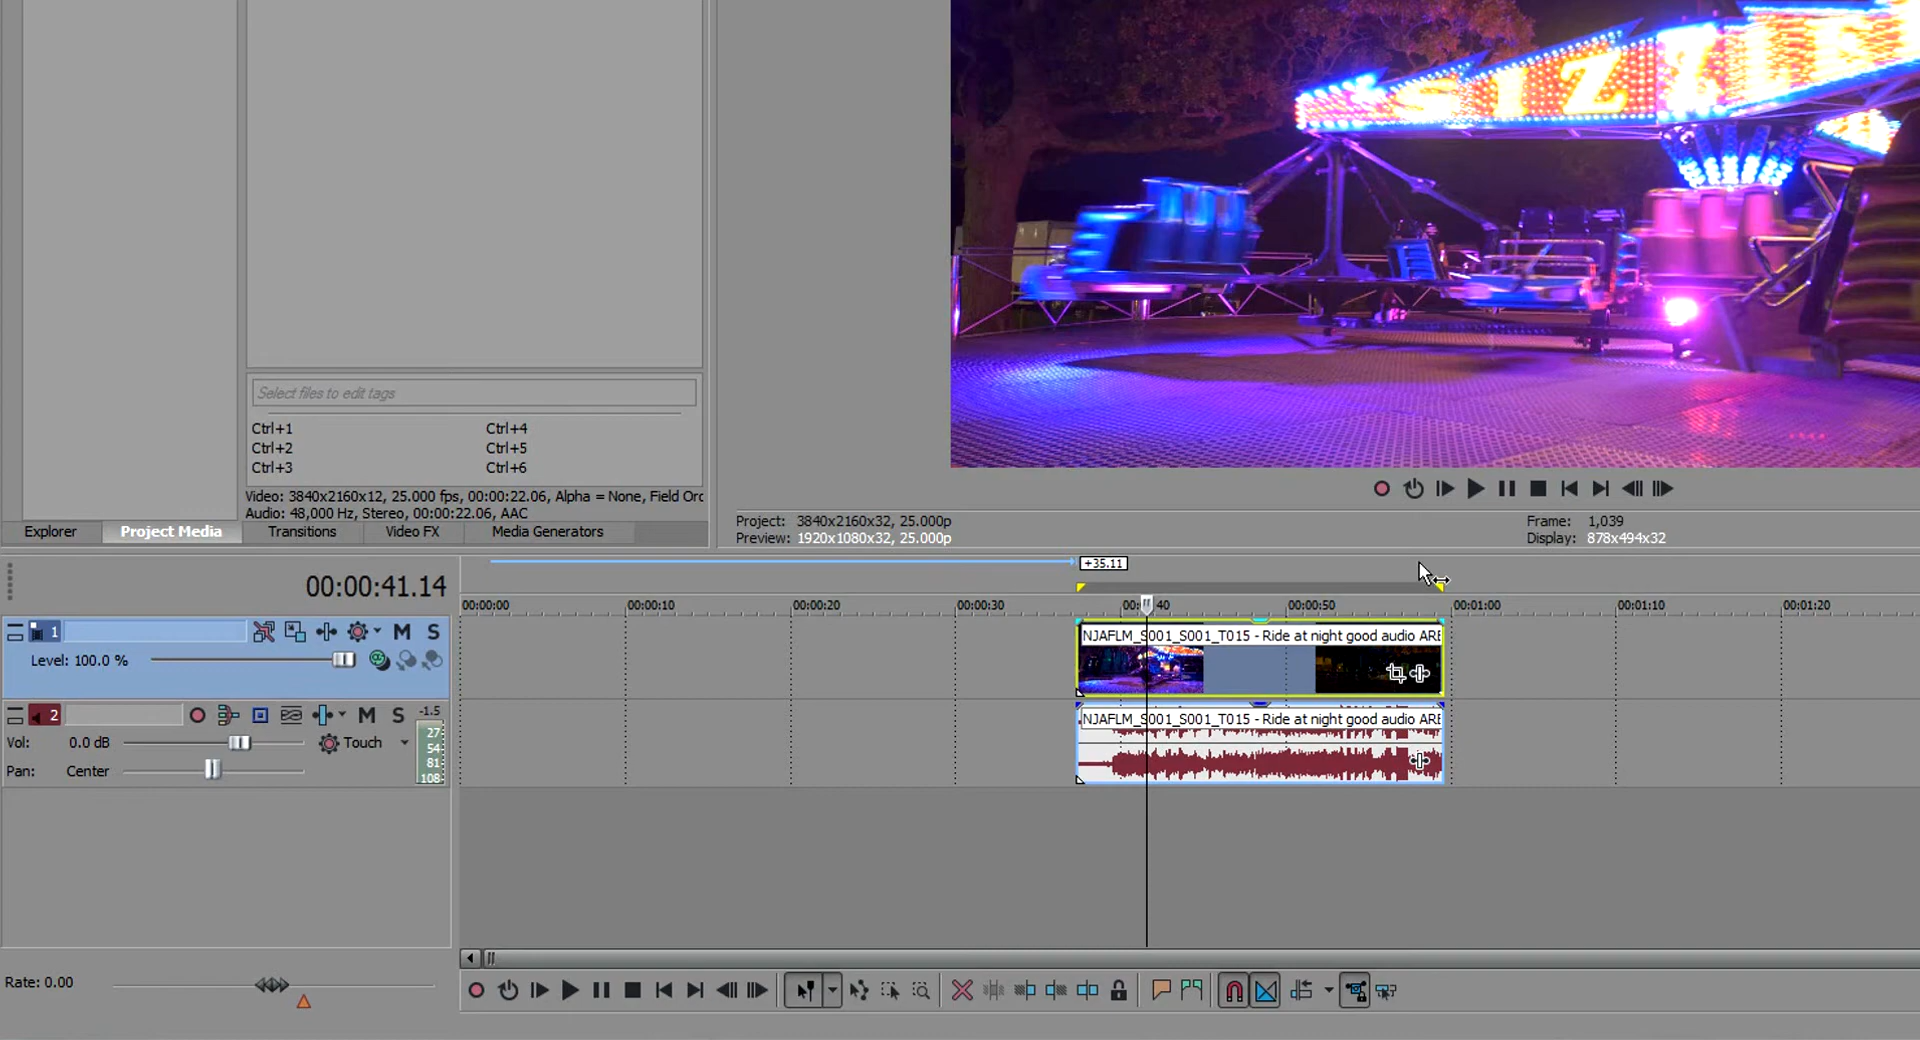 SIZZLE
Select files to edit tags
Ctrl+1 Ctrl+4
Ctrl+2 Ctrl+5
Ctrl+3 Ctrl+6
Video: 3840x2160x12, 25.000 fps, 00:00:22.06, Alpha = None, Field Orc
Audio: 48,000 Hz, Stereo, 00:00:22.06, AAC
Explorer Project Media Transitions Video FX Media Generators
Project: 3840x2160x32, 25.000p
Preview: 1920x1080x32, 25.000p
Frame: 1,039
Display: 878x494x32
+35.11
00:00:41.14
00:00:00 00:00:10 00:00:20 00:00:30 00: 40 00:00:50 00:01:00 00:01:10 00:01:20
1 M S
Level: 100.0 %
NJAFLM_S001_S001_T015 - Ride at night good audio ARE
2 M S -1.5
NJAFLM_S001_S001_T015 - Ride at night good audio ARE
Vol: 0.0 dB Touch
Pan: Center
27
54
81
108
Rate: 0.00